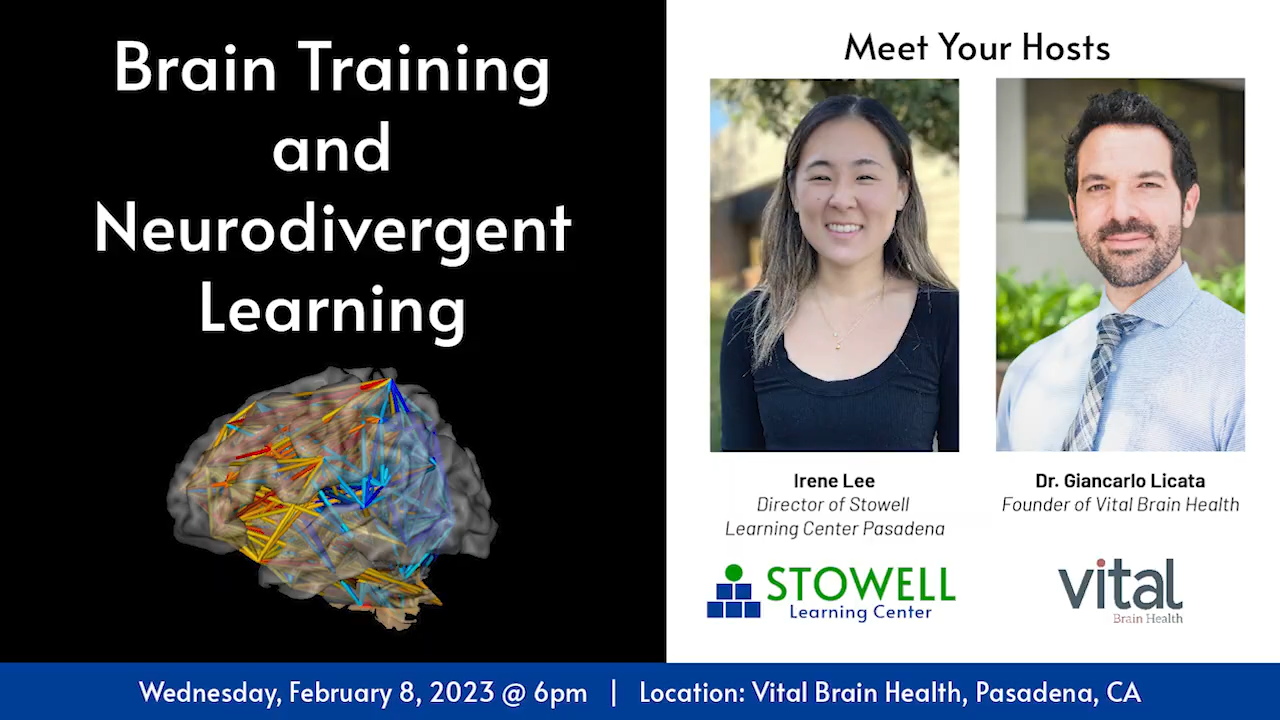 Brain Training
and
Neurodivergent
Learning
Meet Your Hosts
Irene Lee
Director of Stowell
Learning Center Pasadena
Dr. Giancarlo Licata
Founder of Vital Brain Health
STOWELL
Learning Center
vital
Brain Health
Wednesday, February 8, 2023 @ 6pm | Location: Vital Brain Health, Pasadena, CA